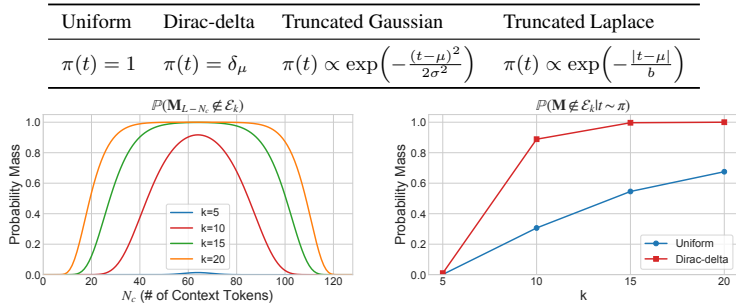 Uniform Dirac-delta Truncated Gaussian Truncated Laplace
π(t) = 1 π(t) = δ_μ π(t) ∝ exp(−(t−μ)²/2σ²) π(t) ∝ exp(−|t−μ|/b)
ℙ(M_{L−N_c} ∉ ℰ_k)
Probability Mass
1.0
0.8
0.6
0.4
0.2
0.0
k=5
k=10
k=15
k=20
0 20 40 60 80 100 120
N_c (# of Context Tokens)
ℙ(M ∉ ℰ_k|t ~ π)
Probability Mass
1.0
0.8
0.6
0.4
0.2
0.0
Uniform
Dirac-delta
5 10 15 20
k